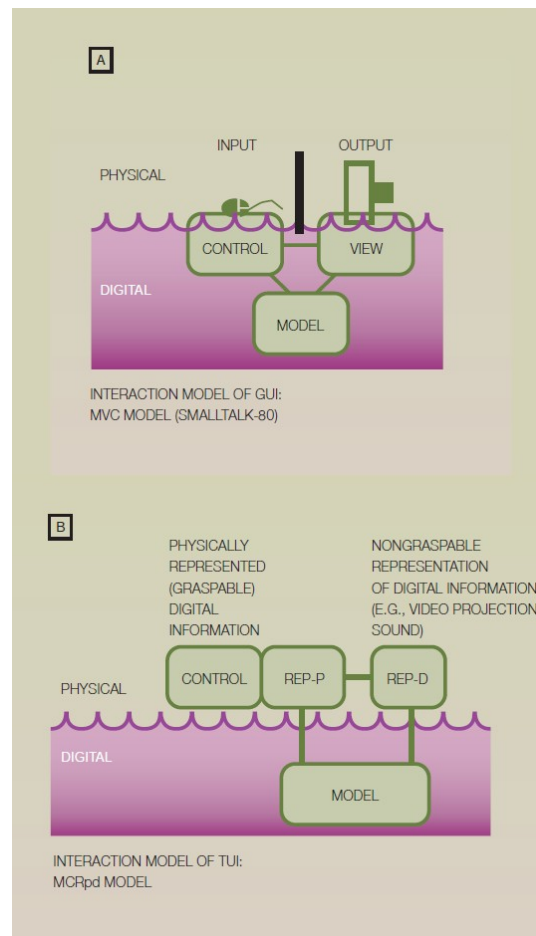 A
INPUT
OUTPUT
PHYSICAL
CONTROL
VIEW
DIGITAL
MODEL
INTERACTION MODEL OF GUI:
MVC MODEL (SMALLTALK-80)
B
PHYSICALLY
REPRESENTED
(GRASPABLE)
DIGITAL
INFORMATION
NONGRASPABLE
REPRESENTATION
OF DIGITAL INFORMATION
(E.G., VIDEO PROJECTION
SOUND)
PHYSICAL
CONTROL
REP-P
REP-D
DIGITAL
MODEL
INTERACTION MODEL OF TUI:
MCRpd MODEL